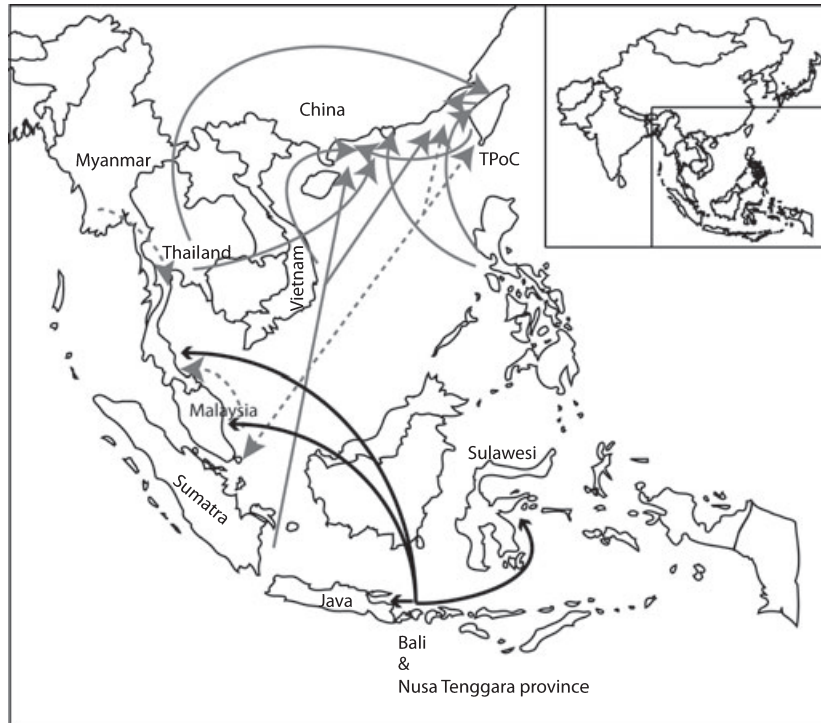 China
Myanmar
TPoC
Thailand
Vietnam
Malaysia
Sulawesi
Sumatra
Java
Bali
&
Nusa Tenggara province